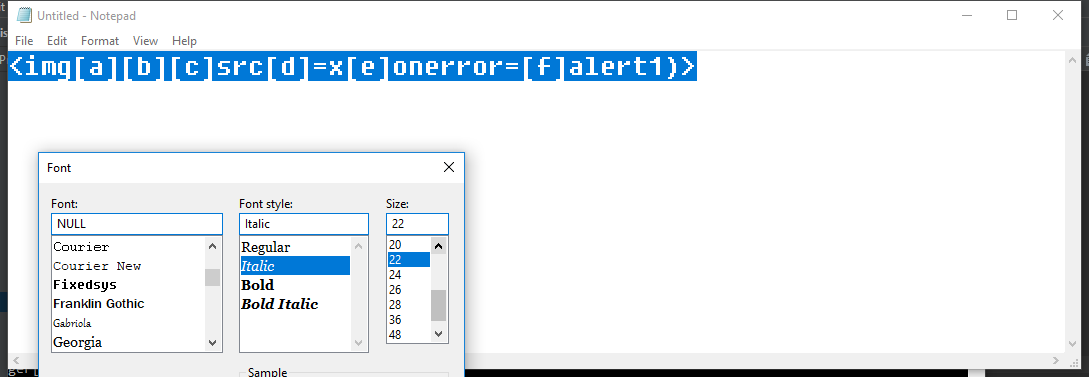 Untitled - Notepad
File Edit Format View Help
<img[a][b][c]src[d]=x[e]onerror=[f]alert1)>
Font
Font: Font style: Size:
NULL Italic 22
Courier Regular 20
Courier New Italic 22
Fixedsys Bold 24
Franklin Gothic Bold Italic 26
Gabriola 28
Georgia 36
48
Sample